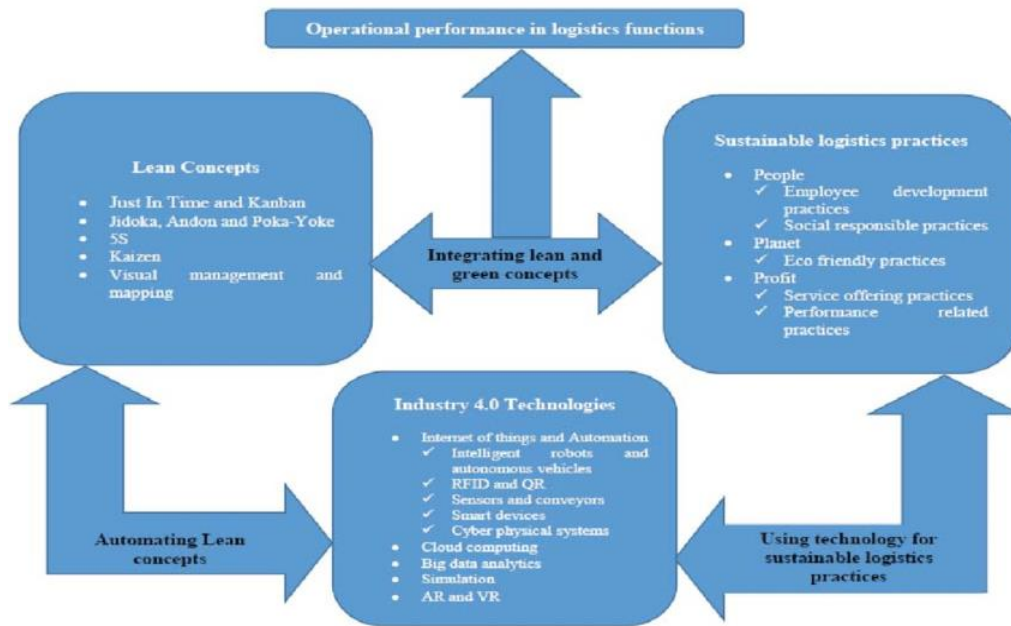 Operational performance in logistics functions
Lean Concepts
• Just In Time and Kanban
• Jidoka, Andon and Poka-Yoke
• 5S
• Kaizen
• Visual management and
mapping
Sustainable logistics practices
• People
✓ Employee development
practices
✓ Social responsible practices
• Planet
✓ Eco friendly practices
• Profit
✓ Service offering practices
✓ Performance related
practices
Integrating lean and
green concepts
Industry 4.0 Technologies
• Internet of things and Automation
✓ Intelligent robots and
autonomous vehicles
✓ RFID and QR
✓ Sensors and conveyors
✓ Smart devices
✓ Cyber physical systems
• Cloud computing
• Big data analytics
• Simulation
• AR and VR
Automating Lean
concepts
Using technology for
sustainable logistics
practices